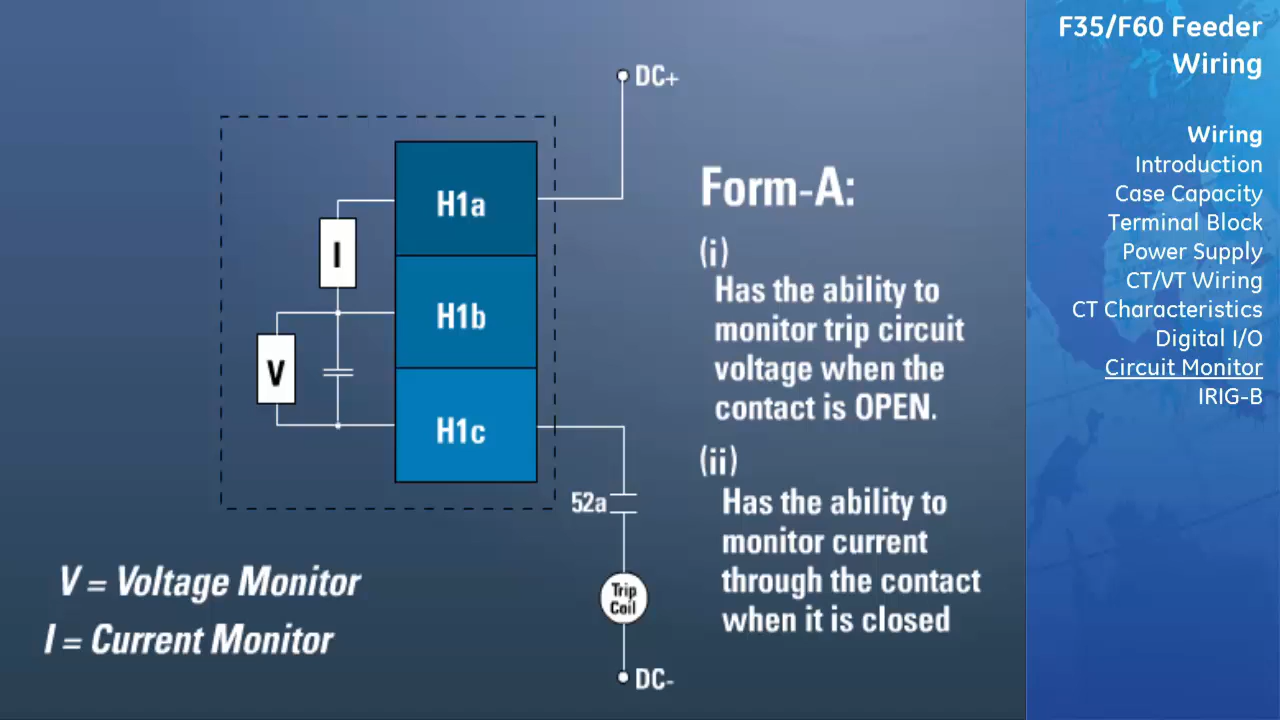 DC+
H1a
I
H1b
V
H1c
52a
Trip
Coil
DC-
V = Voltage Monitor
I = Current Monitor
Form-A:
(i)
Has the ability to
monitor trip circuit
voltage when the
contact is OPEN.
(ii)
Has the ability to
monitor current
through the contact
when it is closed
F35/F60 Feeder
Wiring
Wiring
Introduction
Case Capacity
Terminal Block
Power Supply
CT/VT Wiring
CT Characteristics
Digital I/O
Circuit Monitor
IRIG-B